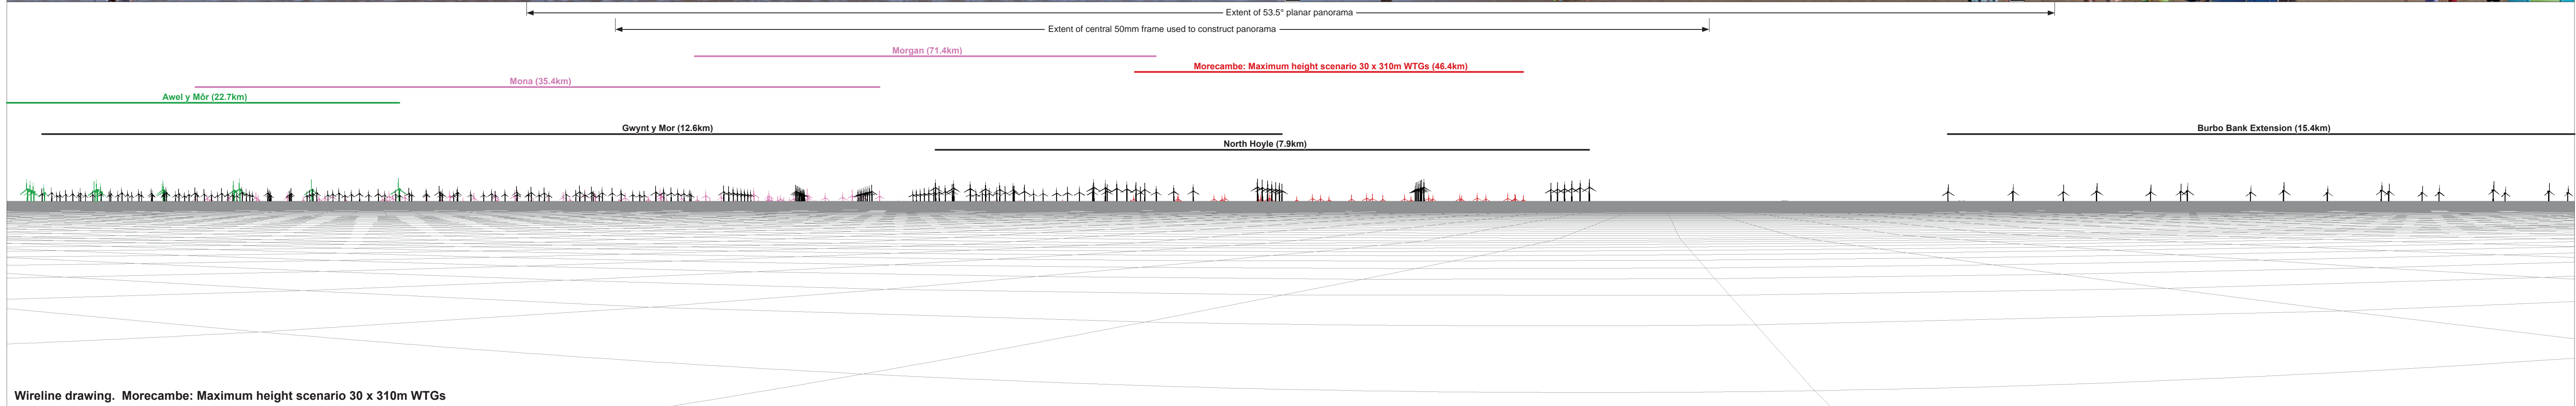 Extent of 53.5° planar panorama
Extent of central 50mm frame used to construct panorama
Morgan (71.4km)
Morecambe: Maximum height scenario 30 x 310m WTGs (46.4km)
Mona (35.4km)
Awel y Môr (22.7km)
Gwynt y Mor (12.6km)
Burbo Bank Extension (15.4km)
North Hoyle (7.9km)
Wireline drawing. Morecambe: Maximum height scenario 30 x 310m WTGs